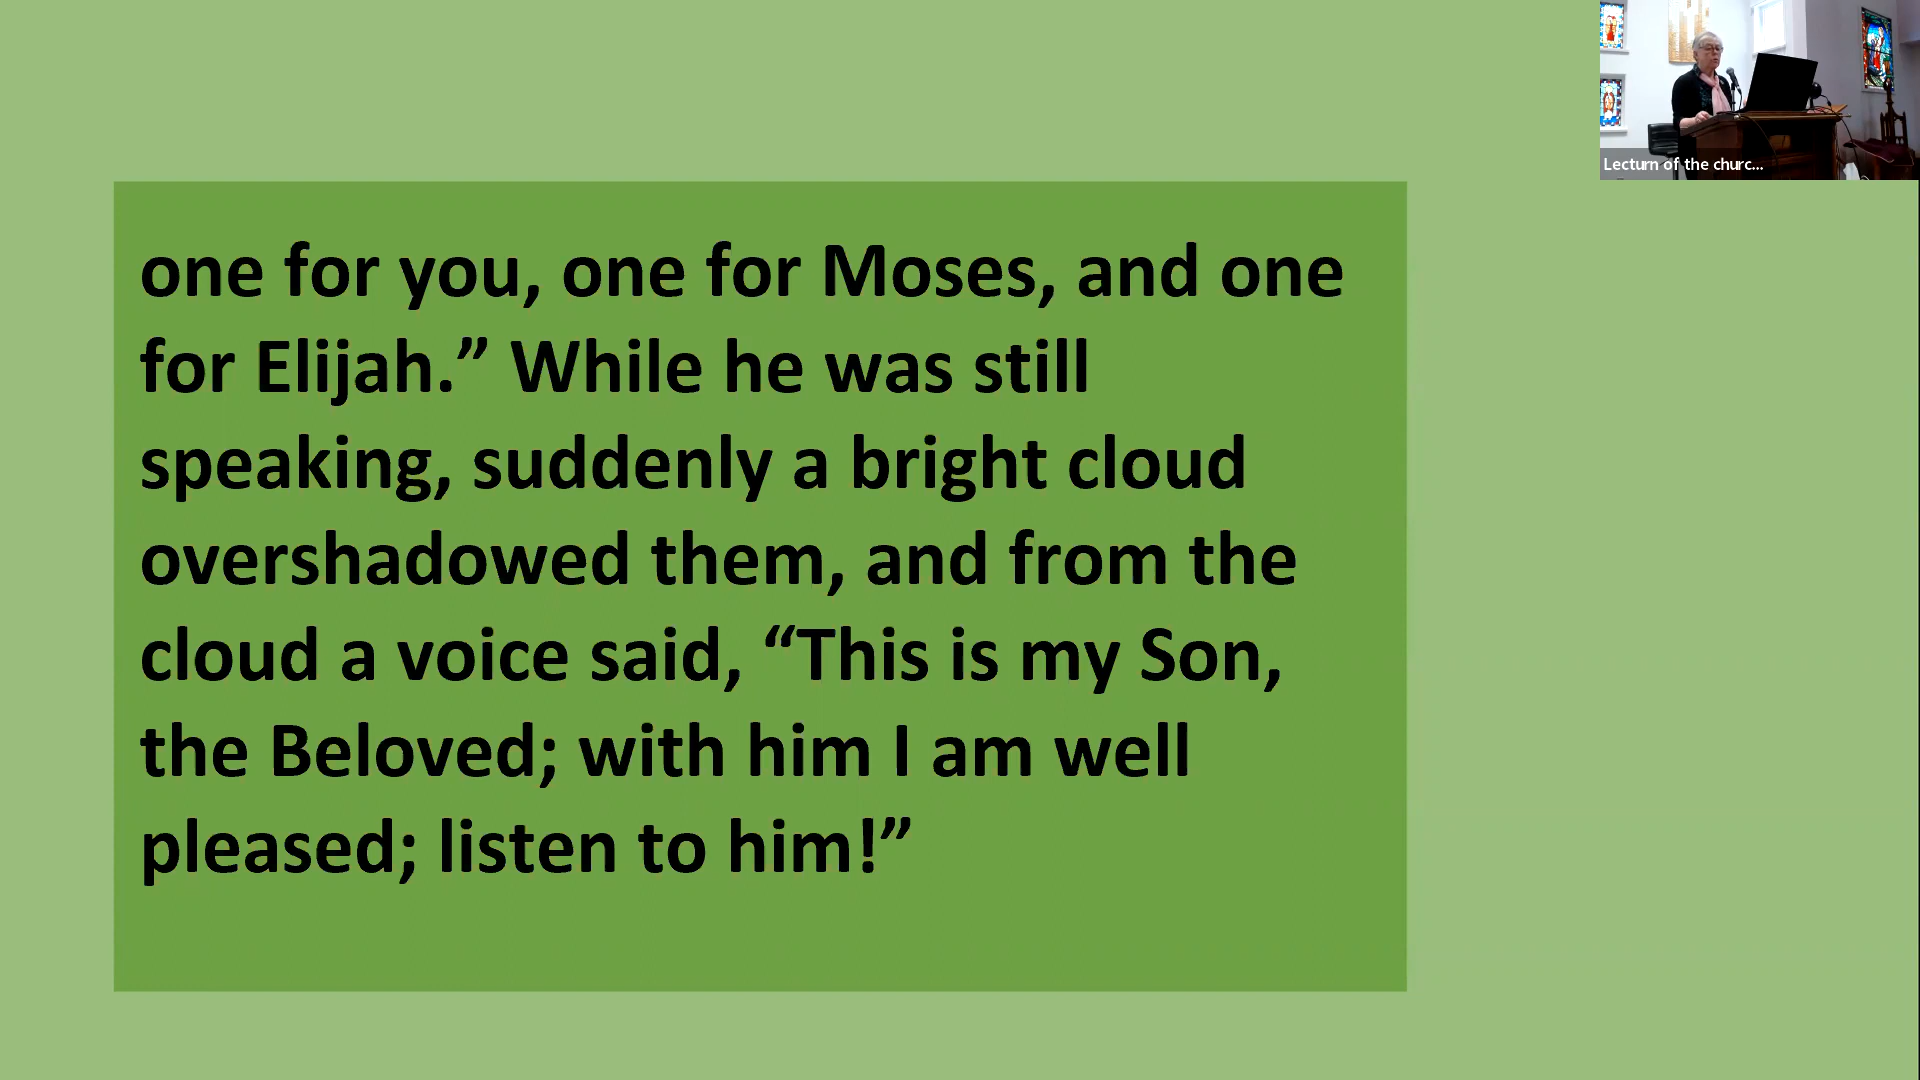 one for you, one for Moses, and one
for Elijah.” While he was still
speaking, suddenly a bright cloud
overshadowed them, and from the
cloud a voice said, “This is my Son,
the Beloved; with him I am well
pleased; listen to him!”
Lecturn of the churc...